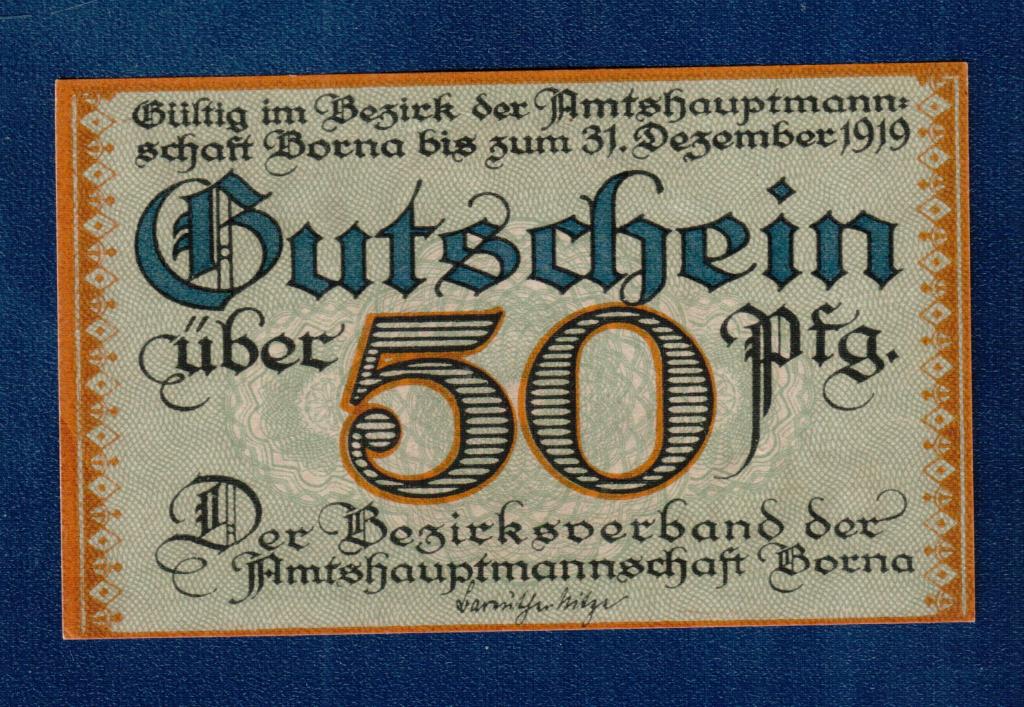 Gültig im Bezirk der Amtshauptmann=
schaft Borna bis zum 31. Dezember 1919
Gutschein
über 50 Pfg.
Der Bezirksverband der
Amtshauptmannschaft Borna